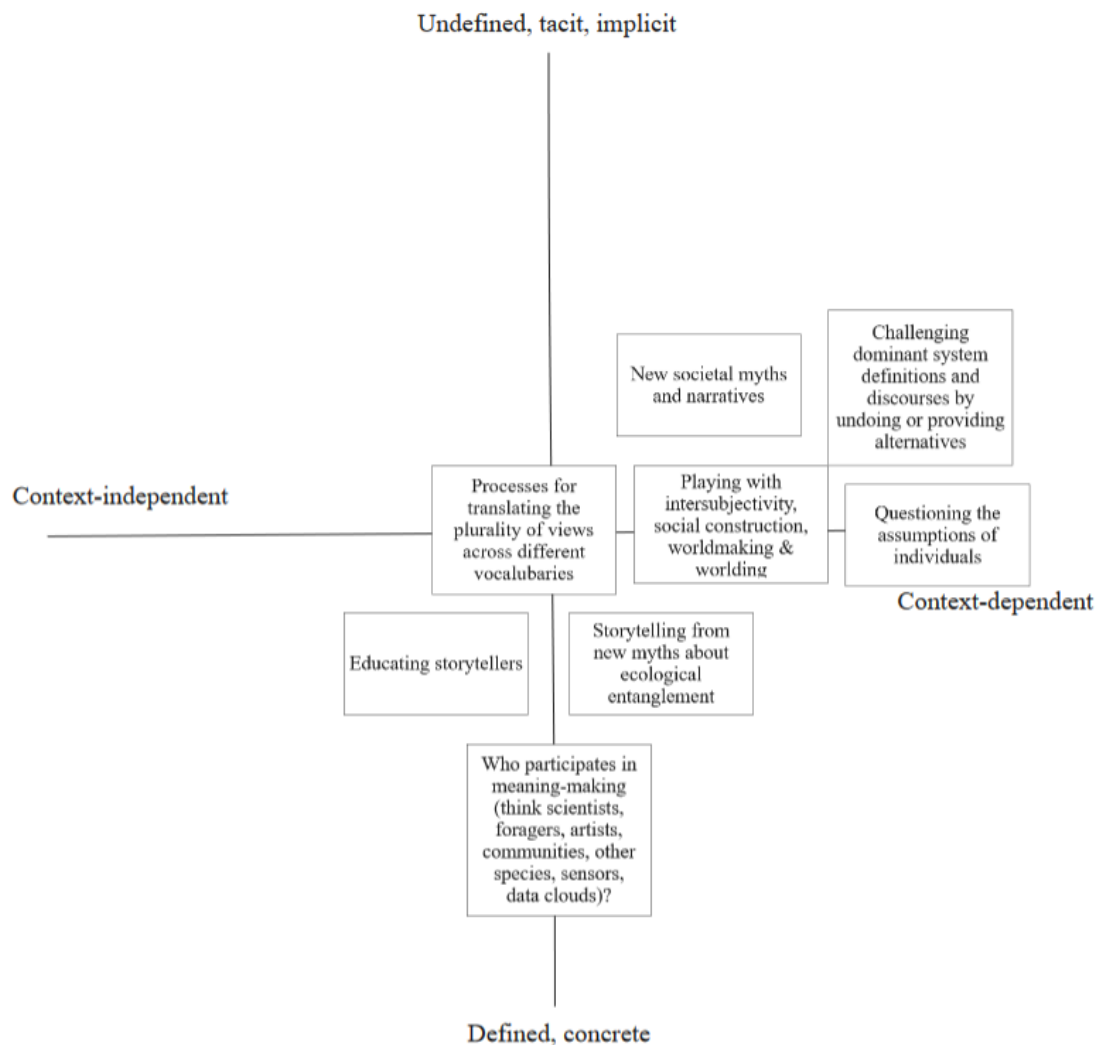 Undefined, tacit, implicit
Challenging
dominant system
definitions and
discourses by
undoing or providing
alternatives
New societal myths
and narratives
Context-independent
Processes for
translating the
plurality of views
across different
vocalubaries
Playing with
intersubjectivity,
social construction,
worldmaking &
worlding
Questioning the
assumptions of
individuals
Context-dependent
Educating storytellers
Storytelling from
new myths about
ecological
entanglement
Who participates in
meaning-making
(think scientists,
foragers, artists,
communities, other
species, sensors,
data clouds)?
Defined, concrete